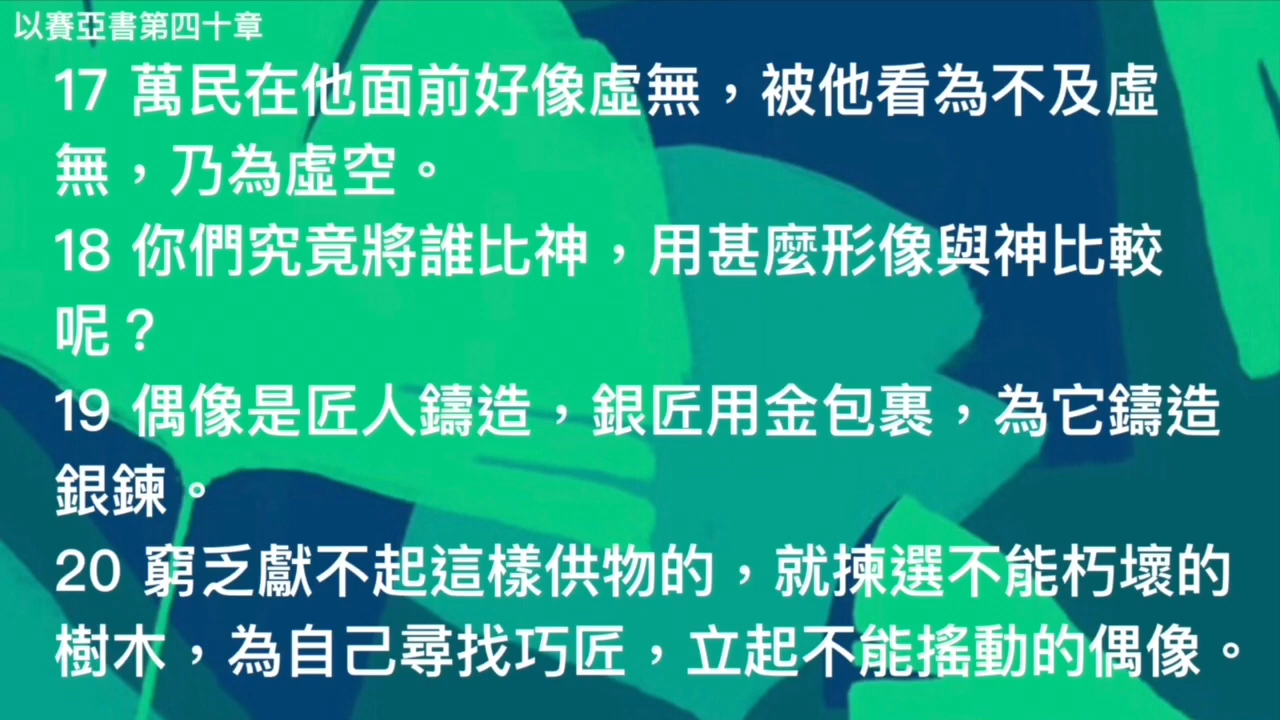 以賽亞書第四十章
17 萬民在他面前好像虛無，被他看為不及虛
無，乃為虛空。
18 你們究竟將誰比神，用甚麼形像與神比較
呢？
19 偶像是匠人鑄造，銀匠用金包裹，為它鑄造
銀鍊。
20 窮乏獻不起這樣供物的，就揀選不能朽壞的
樹木，為自己尋找巧匠，立起不能搖動的偶像。